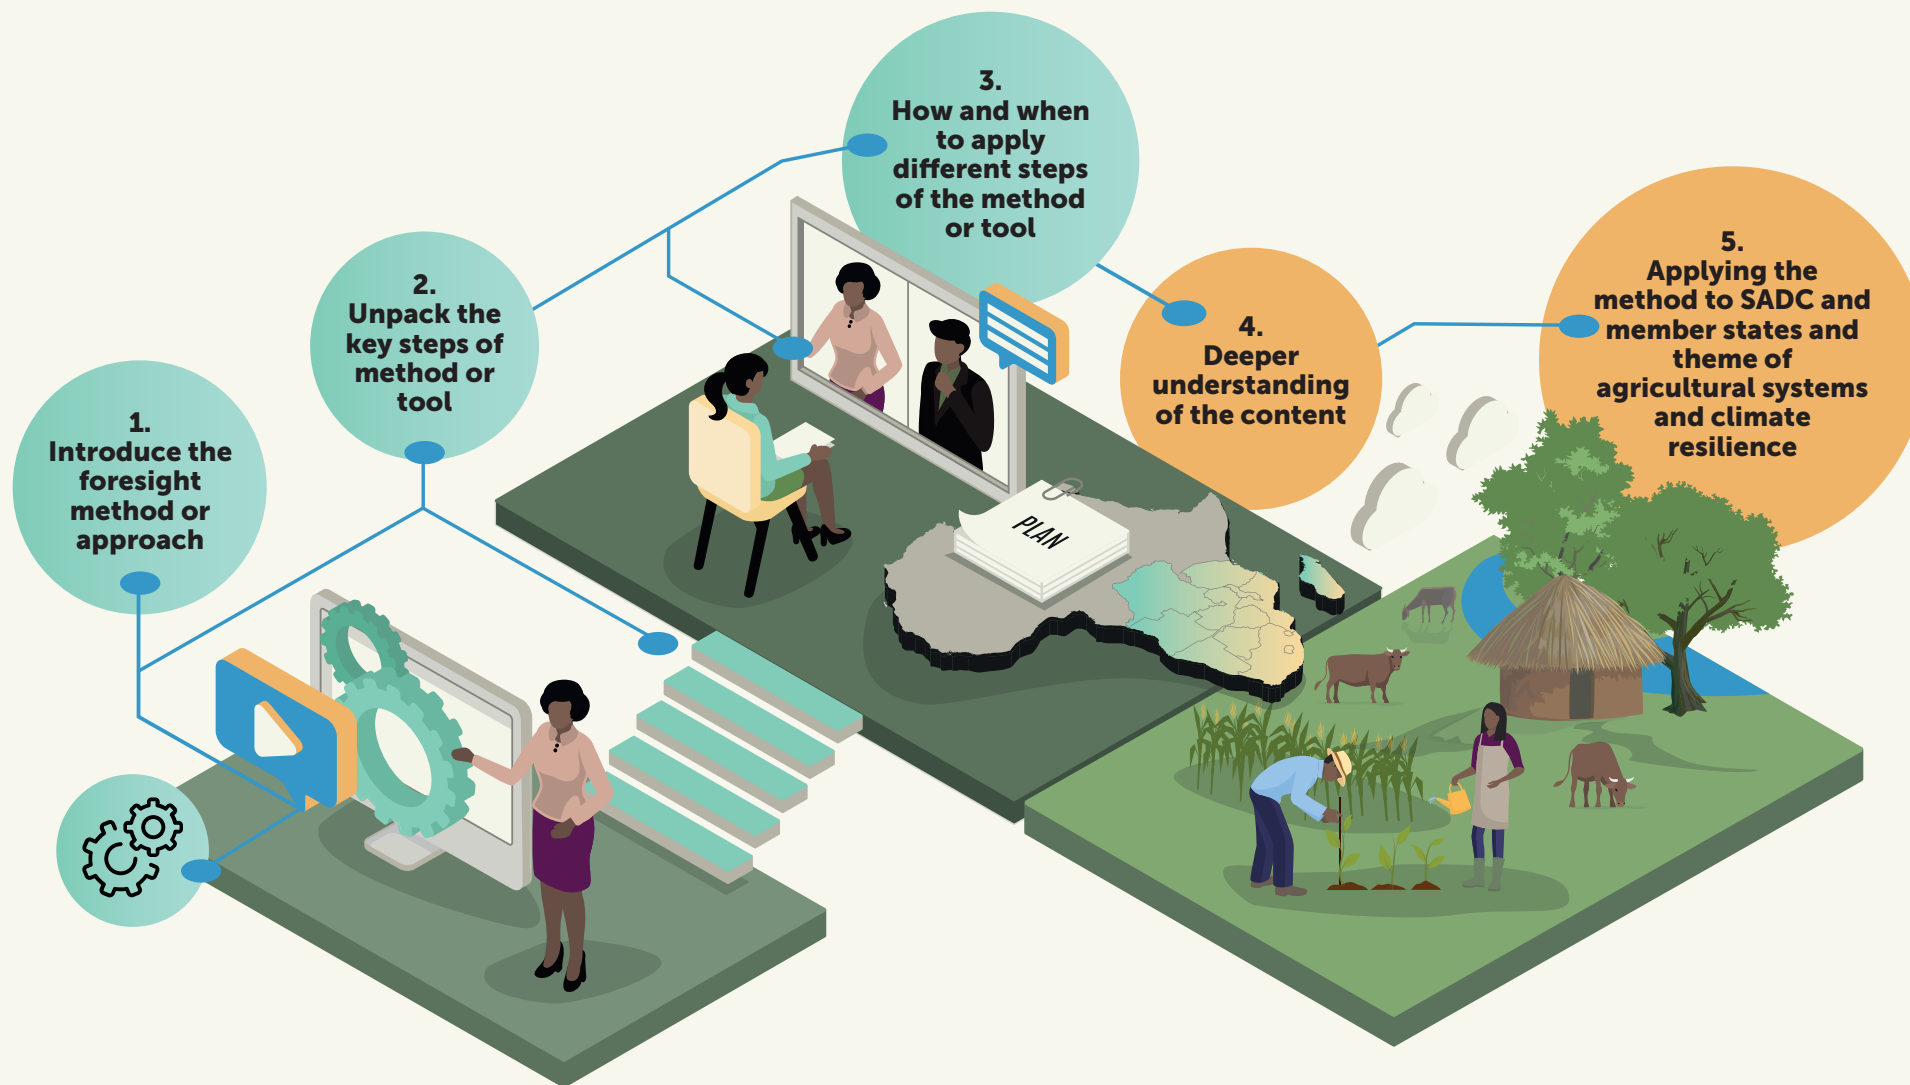 1.
Introduce the
foresight
method or
approach
2.
Unpack the
key steps of
method or
tool
3.
How and when
to apply
different steps
of the method
or tool
4.
Deeper
understanding
of the content
5.
Applying the
method to SADC and
member states and
theme of
agricultural systems
and climate
resilience
PLAN